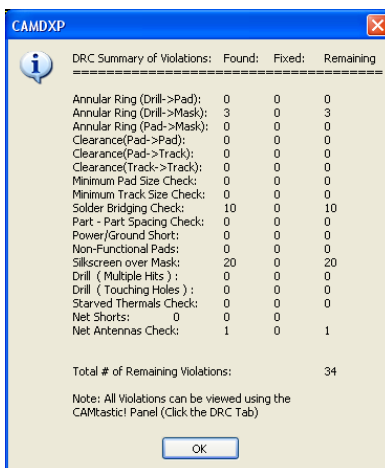 CAMDXP
DRC Summary of Violations: Found: Fixed: Remaining
================================================
Annular Ring (Drill->Pad): 0 0 0
Annular Ring (Drill->Mask): 3 0 3
Annular Ring (Pad->Mask): 0 0 0
Clearance(Pad->Pad): 0 0 0
Clearance(Pad->Track): 0 0 0
Clearance(Track->Track): 0 0 0
Minimum Pad Size Check: 0 0 0
Minimum Track Size Check: 0 0 0
Solder Bridging Check: 10 0 10
Part - Part Spacing Check: 0 0 0
Power/Ground Short: 0 0 0
Non-Functional Pads: 0 0 0
Silkscreen over Mask: 20 0 20
Drill ( Multiple Hits ) : 0 0 0
Drill ( Touching Holes ) : 0 0 0
Starved Thermals Check: 0 0 0
Net Shorts: 0 0 0
Net Antennas Check: 1 0 1
Total # of Remaining Violations: 34
Note: All Violations can be viewed using the
CAMtastic! Panel (Click the DRC Tab)
OK